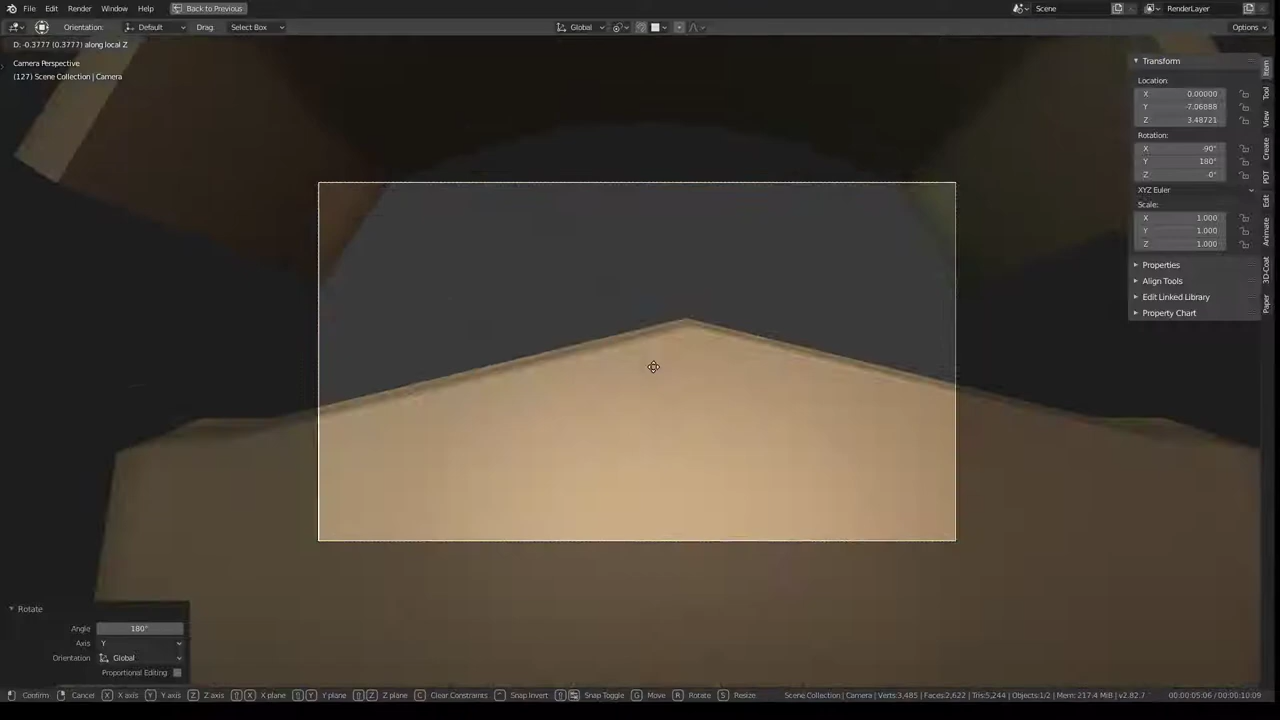 File Edit Render Window Help Back to Previous Scene RenderLayer
Orientation: Default Drag: Select Box Global Options
D: -0.3777 (0.3777) along local Z
Camera Perspective
(127) Scene Collection | Camera
Transform
Location:
X 0.00000
Y -7.06888
Z 3.48721
Rotation:
X -90°
Y 180°
Z -0°
XYZ Euler
Scale:
X 1.000
Y 1.000
Z 1.000
Properties
Align Tools
Edit Linked Library
Property Chart
Item
Tool
View
Create
PDT
Edit
Animate
3D-Coat
Paper
Rotate
Angle 180°
Axis Y
Orientation Global
Proportional Editing
Confirm Cancel X X axis Y Y axis Z Z axis X X plane Y Y plane Z Z plane C Clear Constraints Snap Invert Snap Toggle G Move R Rotate S Resize Scene Collection | Camera | Verts:3,485 | Faces:2,622 | Tris:5,244 | Objects:1/2 | Mem: 217.4 MiB | v2.82.7 00:00:05:06 / 00:00:10:09